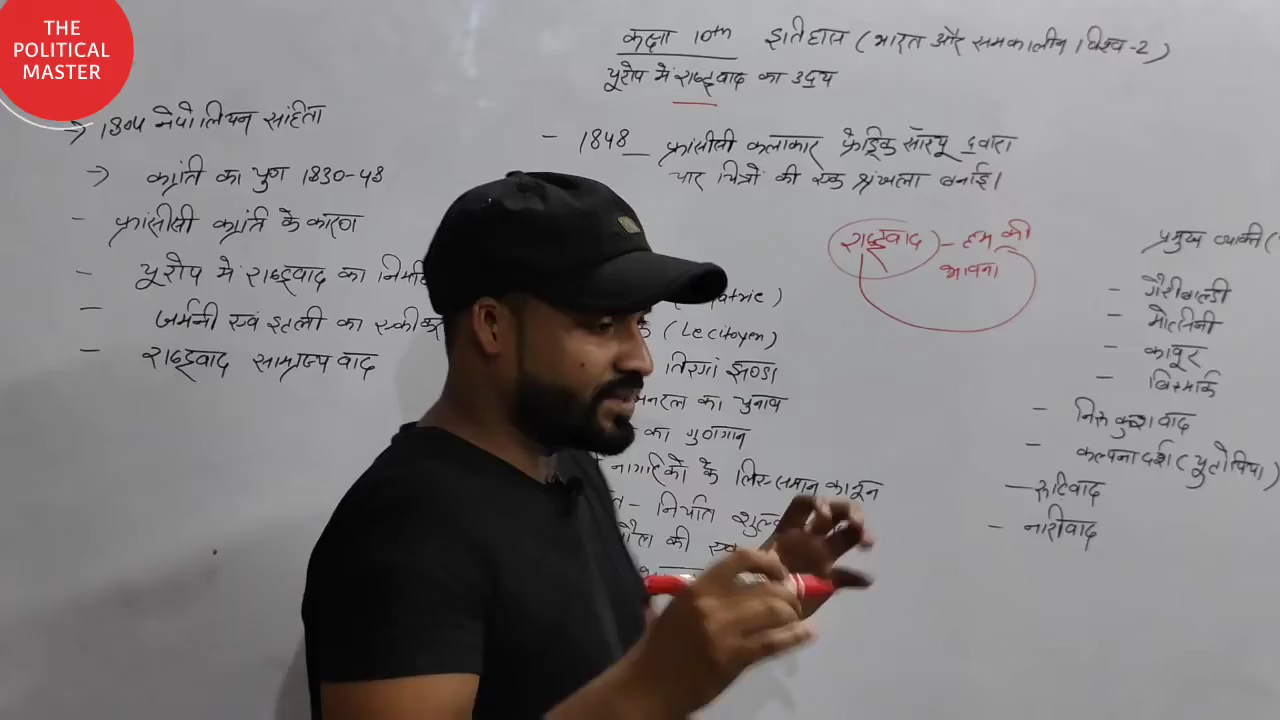 THE
POLITICAL
MASTER
कक्षा 10th इतिहास (भारत और समकालीन विश्व-2)
यूरोप में राष्ट्रवाद का उदय
→ 1804 नेपोलियन संहिता
→ क्रांति का युग 1830-48
- फ्रांसीसी क्रांति के कारण
- यूरोप में राष्ट्रवाद का
- जर्मनी एवं इटली का
- राष्ट्रवाद साम्राज्यवाद
- 1848 फ्रांसीसी कलाकार फ्रेड्रिक सॉरयू द्वारा
चार चित्रों की एक श्रृंखला बनाई।
राष्ट्रवाद - हम की
भावना
(Le citoyen)
तिरगां झण्डा
का चुनाव
का गुणगान
नागरिकों के लिए समान कानून
- निर्यात
की
प्रमुख व्यक्ति (
- गैरीबाल्डी
- मोत्सिनी
- कावूर
- बिस्मार्क
- निरंकुशवाद
- कल्पनादर्श (यूतोपिया)
- रूढ़िवाद
- नारीवाद